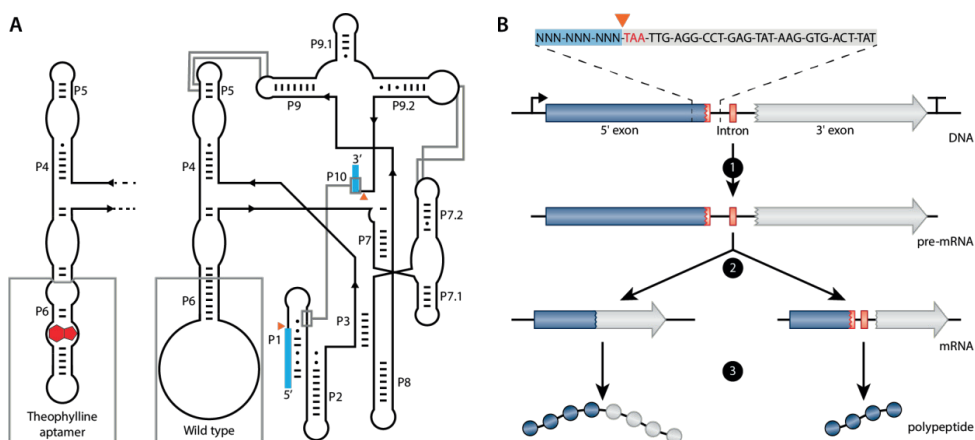 A
P5
P4
P6
Theophylline
aptamer
P5
P4
P6
Wild type
P9.1
P9
P9.2
3'
P10
P7
P7.2
P7.1
P3
P1
5'
P2
P8
B
NNN-NNN-NNN-TAA-TTG-AGG-CCT-GAG-TAT-AAG-GTG-ACT-TAT
5' exon
Intron
3' exon
DNA
1
pre-mRNA
2
mRNA
3
polypeptide